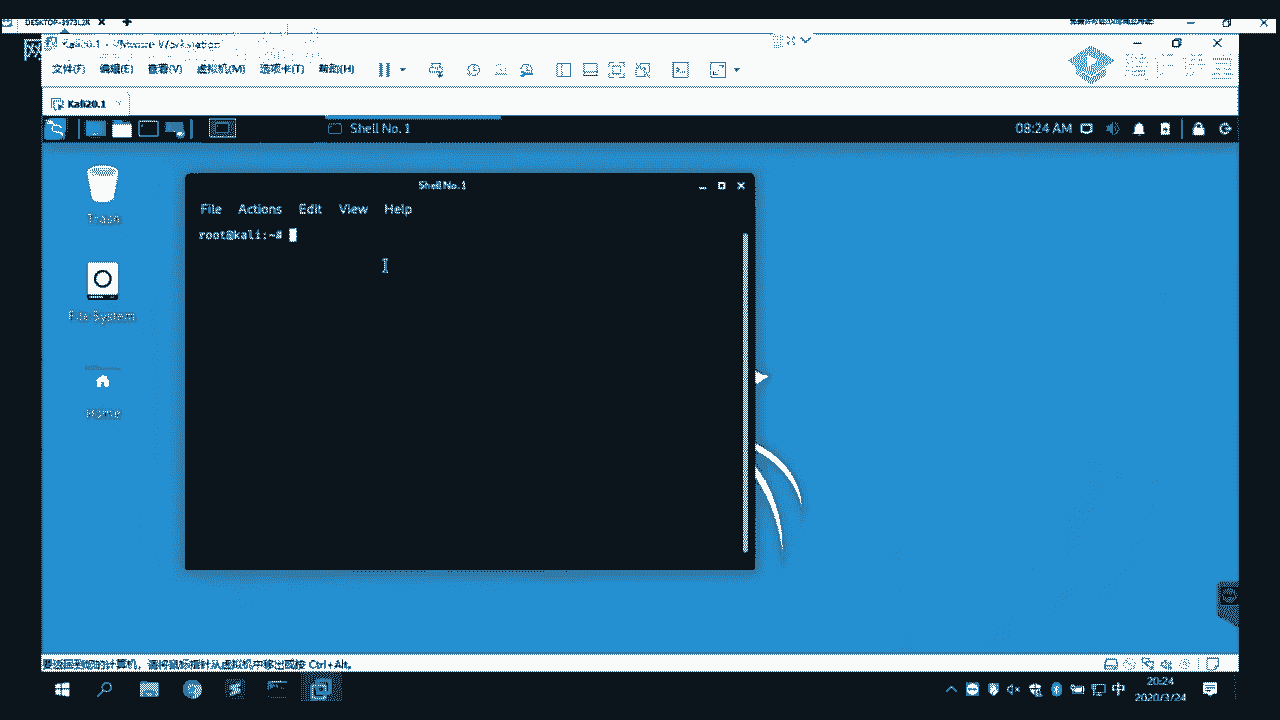 DESKTOP-
Kali20.1 - VMware Workstation
文件(F) 编辑(E) 查看(V) 虚拟机(M) 选项卡(T) 帮助(H)
Kali20.1
Shell No. 1
08:24 AM
Trash
File System
Home
Shell No. 1
File Actions Edit View Help
root@kali:~#
要返回到您的计算机，请将鼠标指针从虚拟机中移出或按 Ctrl+Alt。
中
20:24
2020/3/24